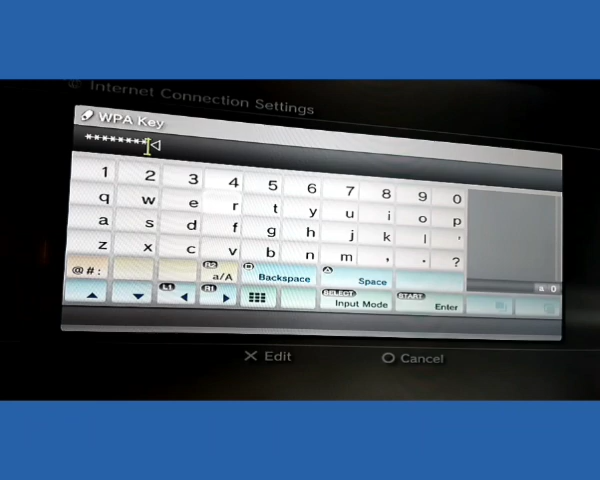 Internet Connection Settings
WPA Key
********
1 2 3 4 5 6 7 8 9 0
q w e r t y u i o p
a s d f g h j k l '
z x c v b n m , . ?
@#: R2 a/A Backspace Space
L1 R1 SELECT Input Mode START Enter
a 0
X Edit O Cancel